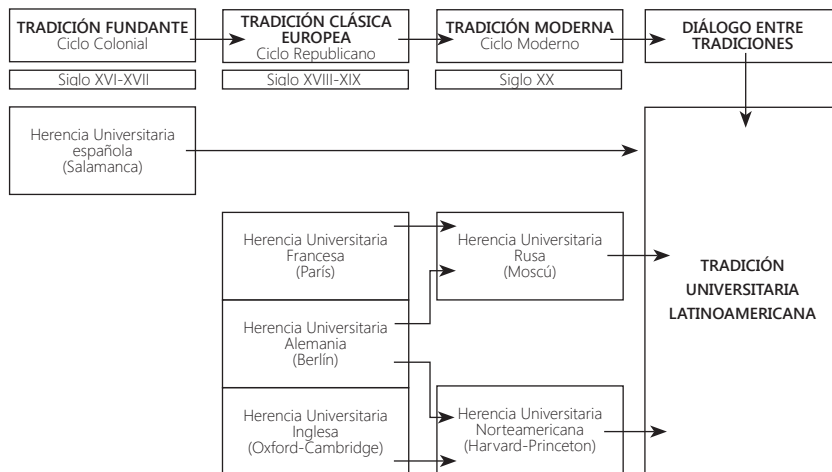 TRADICIÓN FUNDANTE
Ciclo Colonial
TRADICIÓN CLÁSICA
EUROPEA
Ciclo Republicano
TRADICIÓN MODERNA
Ciclo Moderno
DIÁLOGO ENTRE
TRADICIONES
Siglo XVI-XVII
Siglo XVIII-XIX
Siglo XX
Herencia Universitaria
española
(Salamanca)
Herencia Universitaria
Francesa
(París)
Herencia Universitaria
Rusa
(Moscú)
TRADICIÓN
UNIVERSITARIA
LATINOAMERICANA
Herencia Universitaria
Alemania
(Berlín)
Herencia Universitaria
Inglesa
(Oxford-Cambridge)
Herencia Universitaria
Norteamericana
(Harvard-Princeton)